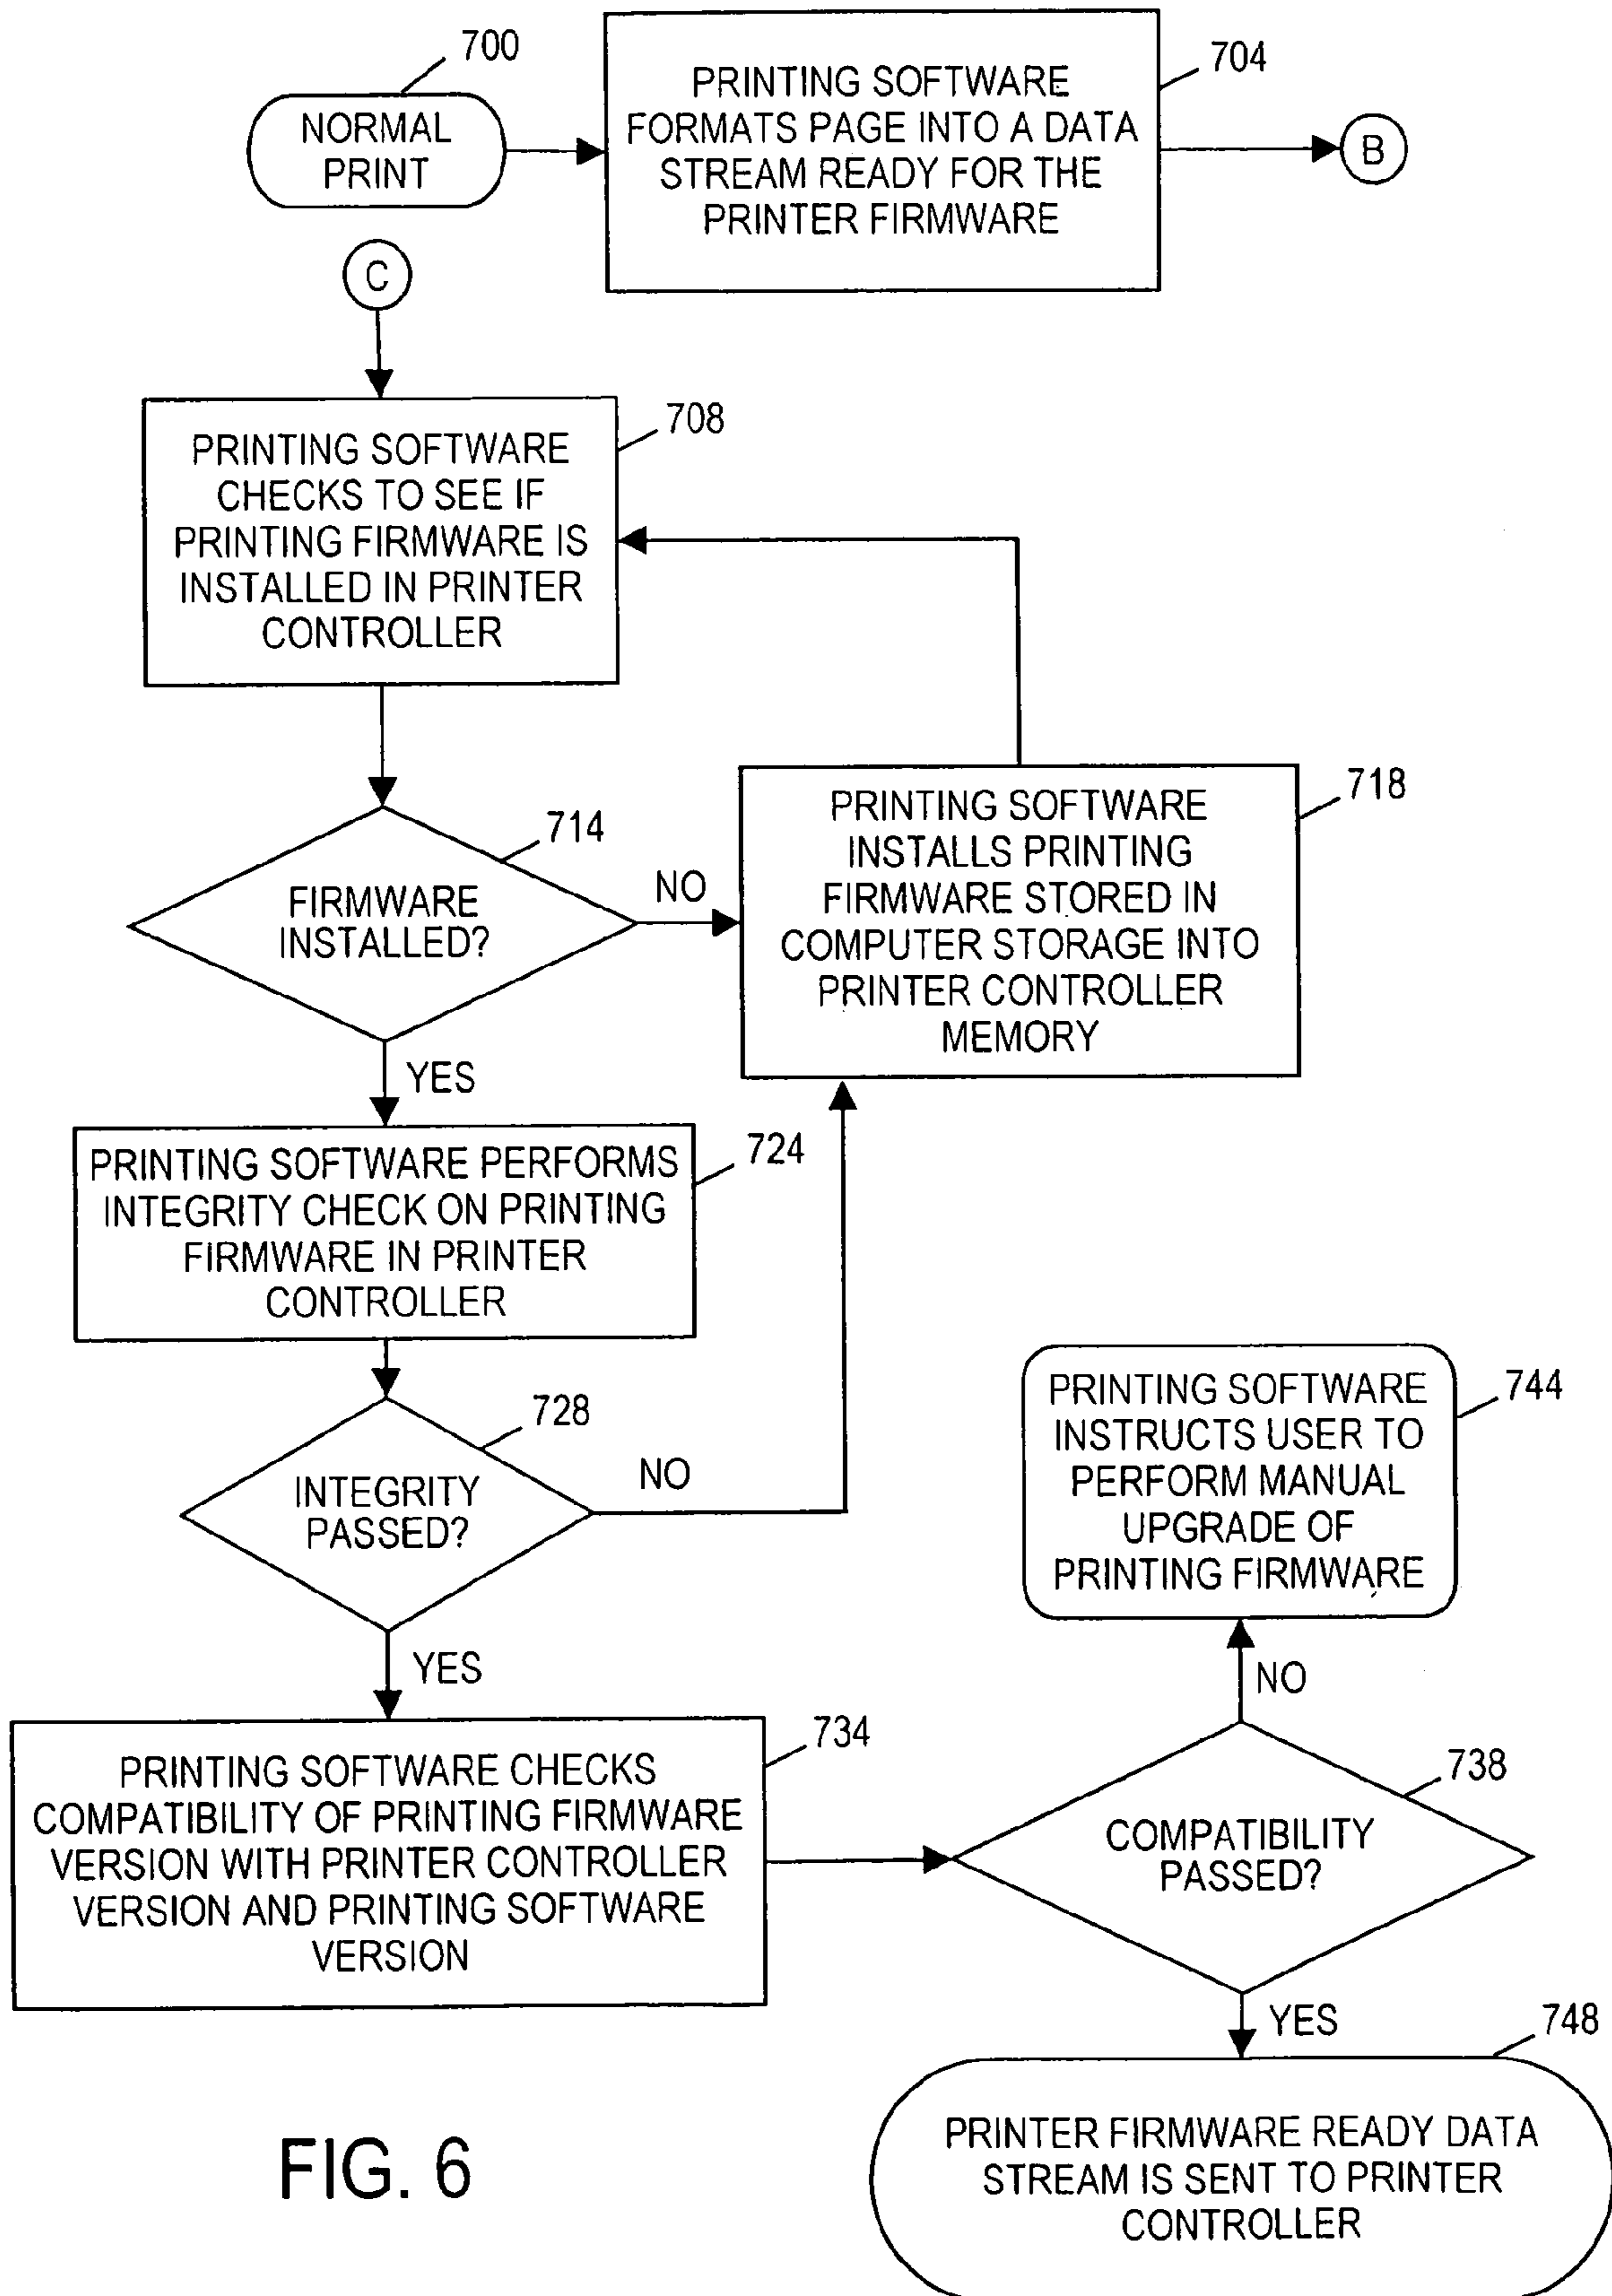 700
NORMAL
PRINT
PRINTING SOFTWARE
FORMATS PAGE INTO A DATA
STREAM READY FOR THE
PRINTER FIRMWARE
704
B
C
PRINTING SOFTWARE
CHECKS TO SEE IF
PRINTING FIRMWARE IS
INSTALLED IN PRINTER
CONTROLLER
708
FIRMWARE
INSTALLED?
714
NO
PRINTING SOFTWARE
INSTALLS PRINTING
FIRMWARE STORED IN
COMPUTER STORAGE INTO
PRINTER CONTROLLER
MEMORY
718
YES
PRINTING SOFTWARE PERFORMS
INTEGRITY CHECK ON PRINTING
FIRMWARE IN PRINTER
CONTROLLER
724
INTEGRITY
PASSED?
728
NO
YES
PRINTING SOFTWARE CHECKS
COMPATIBILITY OF PRINTING FIRMWARE
VERSION WITH PRINTER CONTROLLER
VERSION AND PRINTING SOFTWARE
VERSION
734
COMPATIBILITY
PASSED?
738
NO
PRINTING SOFTWARE
INSTRUCTS USER TO
PERFORM MANUAL
UPGRADE OF
PRINTING FIRMWARE
744
YES
748
PRINTER FIRMWARE READY DATA
STREAM IS SENT TO PRINTER
CONTROLLER
FIG. 6